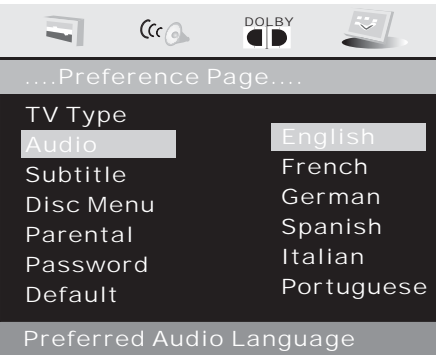 DOLBY
....Preference Page....
TV Type
Audio
Subtitle
Disc Menu
Parental
Password
Default
English
French
German
Spanish
Italian
Portuguese
Preferred Audio Language